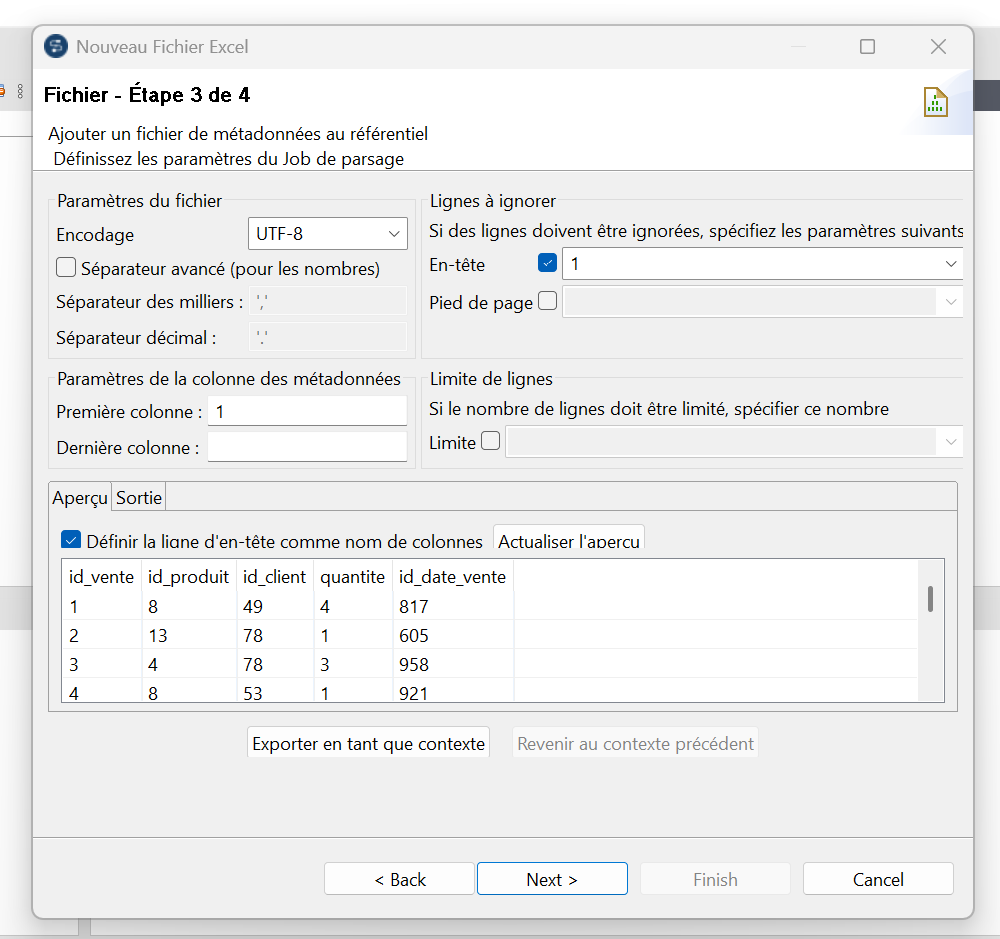 Nouveau Fichier Excel
Fichier - Étape 3 de 4
Ajouter un fichier de métadonnées au référentiel
Définissez les paramètres du Job de parsage
Paramètres du fichier
Encodage UTF-8
Séparateur avancé (pour les nombres)
Séparateur des milliers : ','
Séparateur décimal : '.'
Lignes à ignorer
Si des lignes doivent être ignorées, spécifiez les paramètres suivants
En-tête 1
Pied de page
Paramètres de la colonne des métadonnées
Première colonne : 1
Dernière colonne :
Limite de lignes
Si le nombre de lignes doit être limité, spécifier ce nombre
Limite
Aperçu Sortie
Définir la ligne d'en-tête comme nom de colonnes Actualiser l'aperçu
id_vente id_produit id_client quantite id_date_vente
1 8 49 4 817
2 13 78 1 605
3 4 78 3 958
4 8 53 1 921
Exporter en tant que contexte Revenir au contexte précédent
< Back Next > Finish Cancel